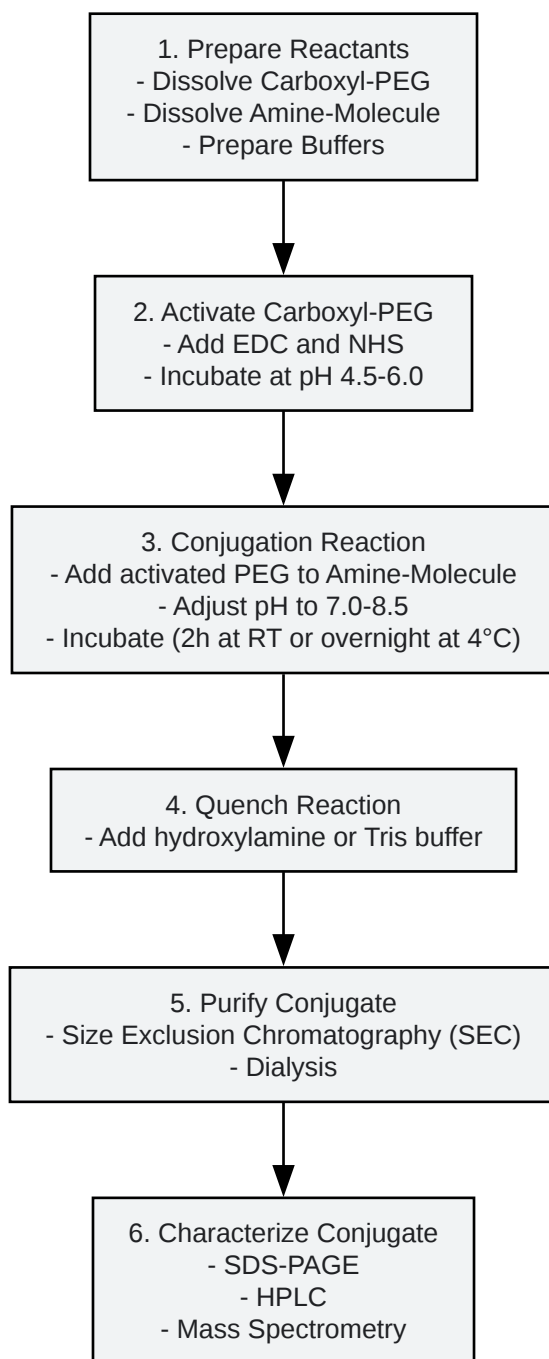 1. Prepare Reactants
- Dissolve Carboxyl-PEG
- Dissolve Amine-Molecule
- Prepare Buffers
2. Activate Carboxyl-PEG
- Add EDC and NHS
- Incubate at pH 4.5-6.0
3. Conjugation Reaction
- Add activated PEG to Amine-Molecule
- Adjust pH to 7.0-8.5
- Incubate (2h at RT or overnight at 4°C)
4. Quench Reaction
- Add hydroxylamine or Tris buffer
5. Purify Conjugate
- Size Exclusion Chromatography (SEC)
- Dialysis
6. Characterize Conjugate
- SDS-PAGE
- HPLC
- Mass Spectrometry